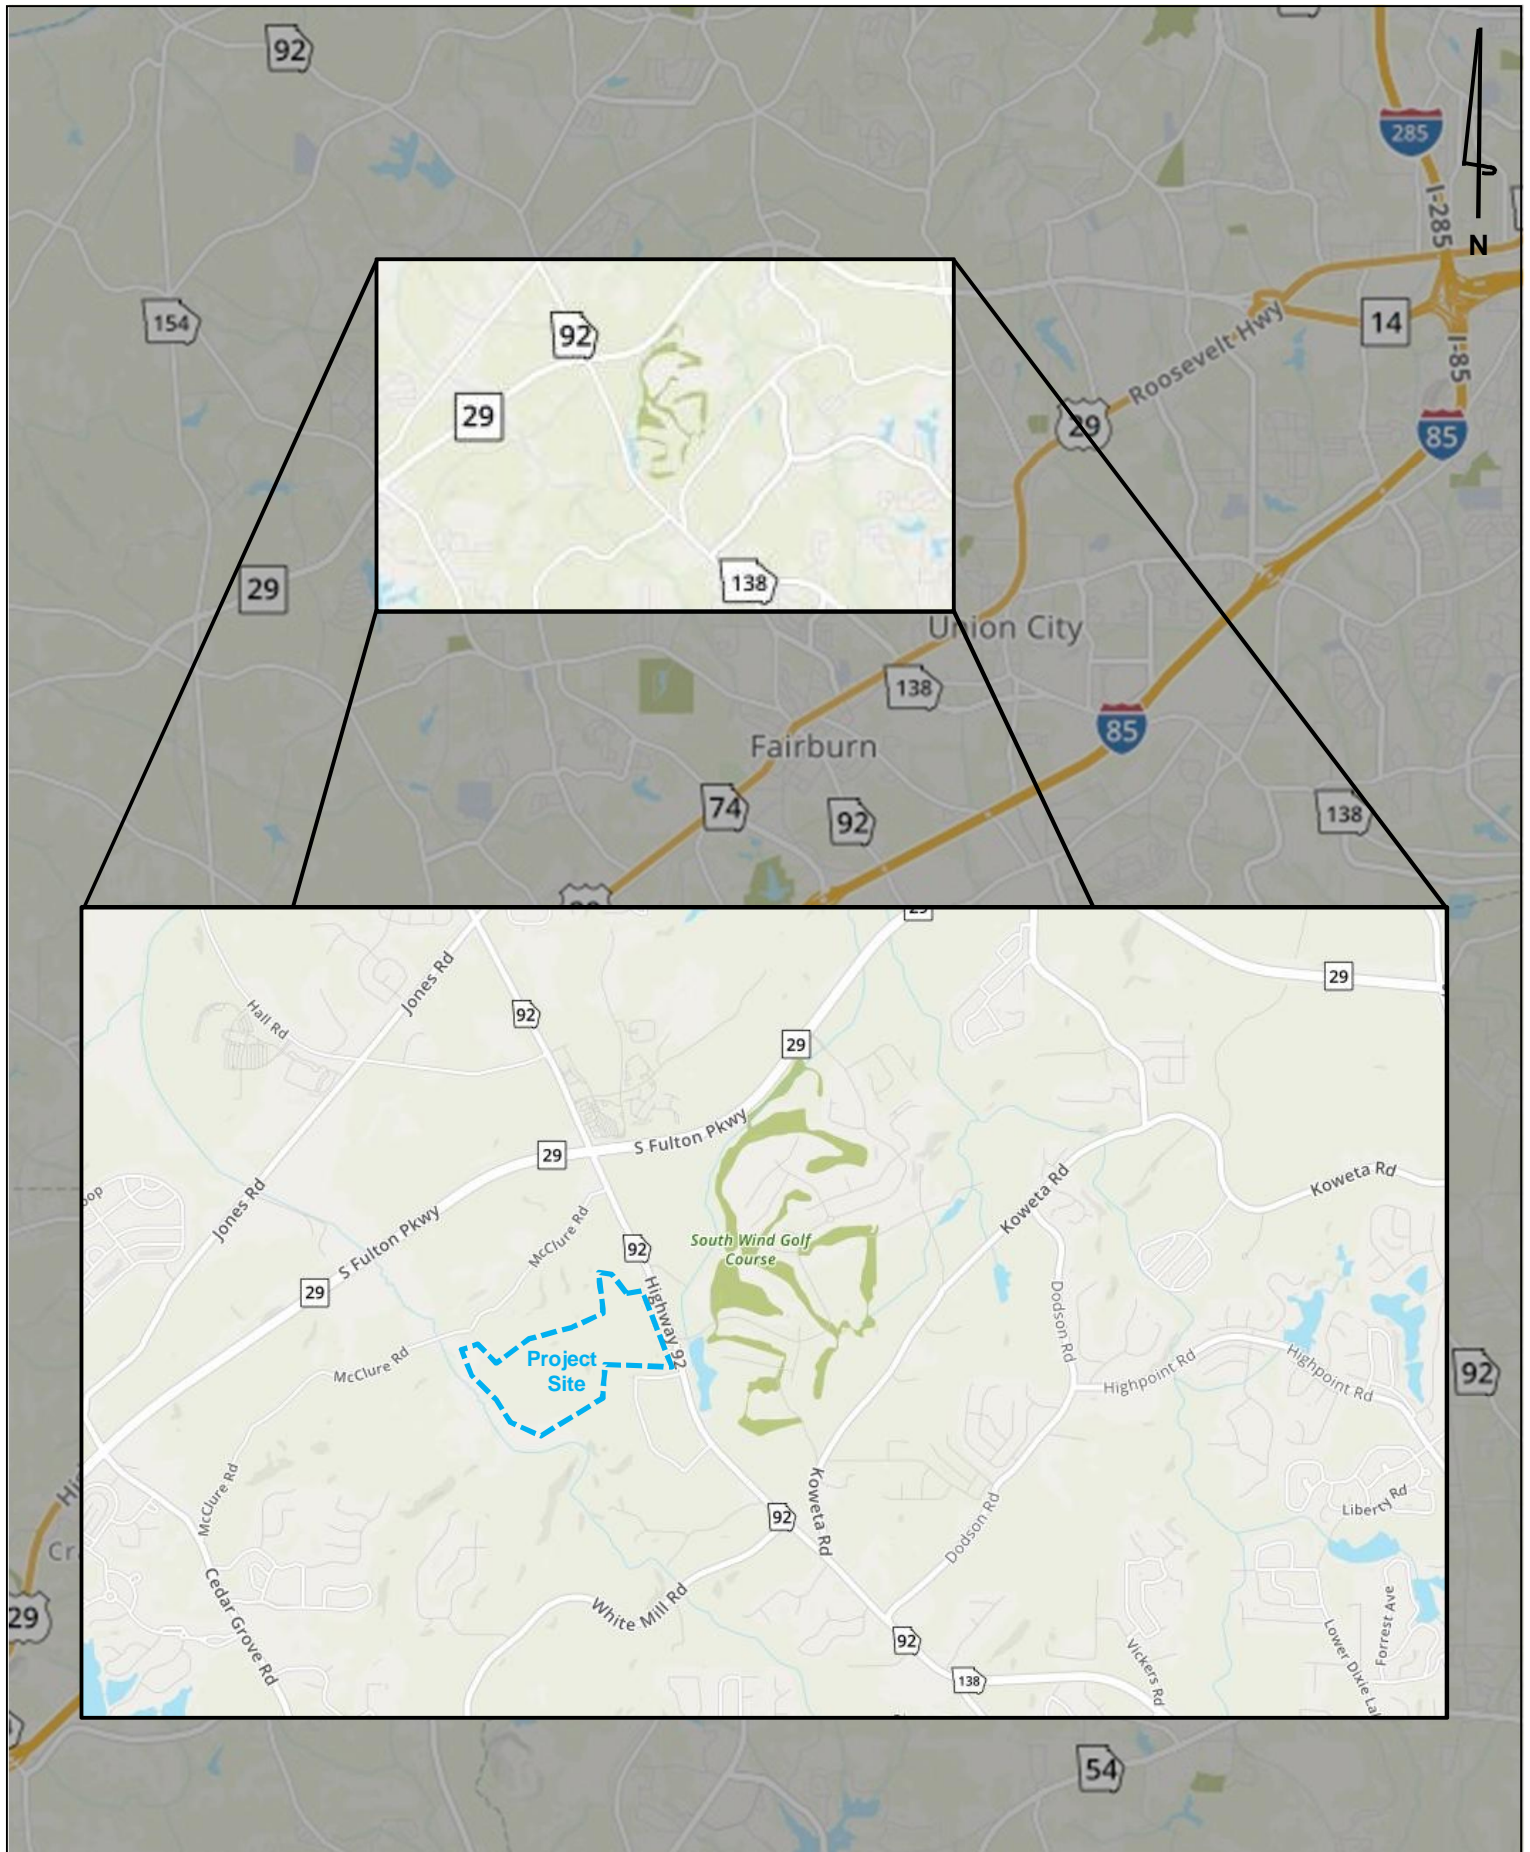 92
285
I-285
N
154
92
14
Roosevelt Hwy
I-85
29
29
85
29
138
Union City
138
Fairburn
85
74
92
138
29
Jones Rd
92
Hall Rd
29
S Fulton Pkwy
29
Koweta Rd
Koweta Rd
Jones Rd
McClure Rd
S Fulton Pkwy
92
South Wind Golf
Course
29
Highway 92
Dodson Rd
Project
Site
McClure Rd
Highpoint Rd
Highpoint Rd
92
McClure Rd
Koweta Rd
92
Liberty Rd
Dodson Rd
Cedar Grove Rd
White Mill Rd
29
92
138
Vickers Rd
Forrest Ave
Lower Dixie La
54